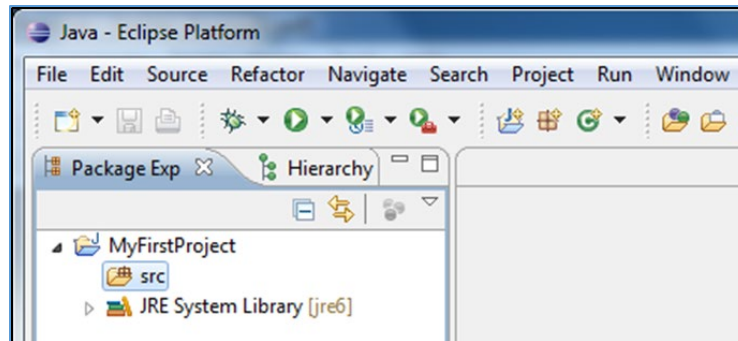 Java - Eclipse Platform
File Edit Source Refactor Navigate Search Project Run Window
Package Exp Hierarchy
MyFirstProject
src
JRE System Library [jre6]